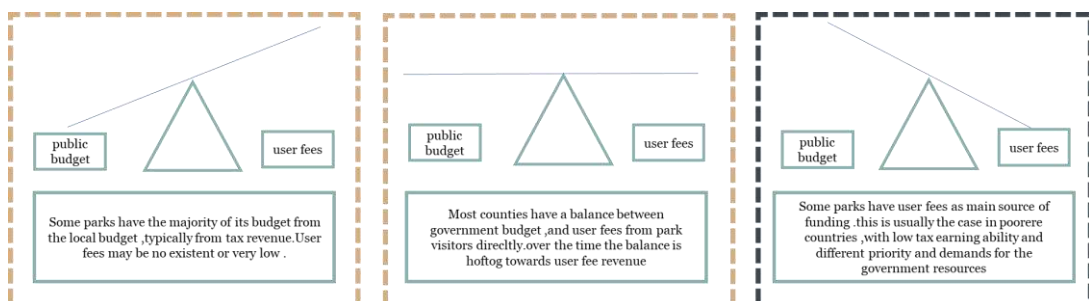 public
budget
user fees
Some parks have the majority of its budget from
the local budget ,typically from tax revenue.User
fees may be no existent or very low .
public
budget
user fees
Most counties have a balance between
government budget ,and user fees from park
visitors direcltly.over the time the balance is
hoftog towards user fee revenue
public
budget
user fees
Some parks have user fees as main source of
funding .this is usually the case in poorere
countries ,with low tax earning ability and
different priority and demands for the
government resources